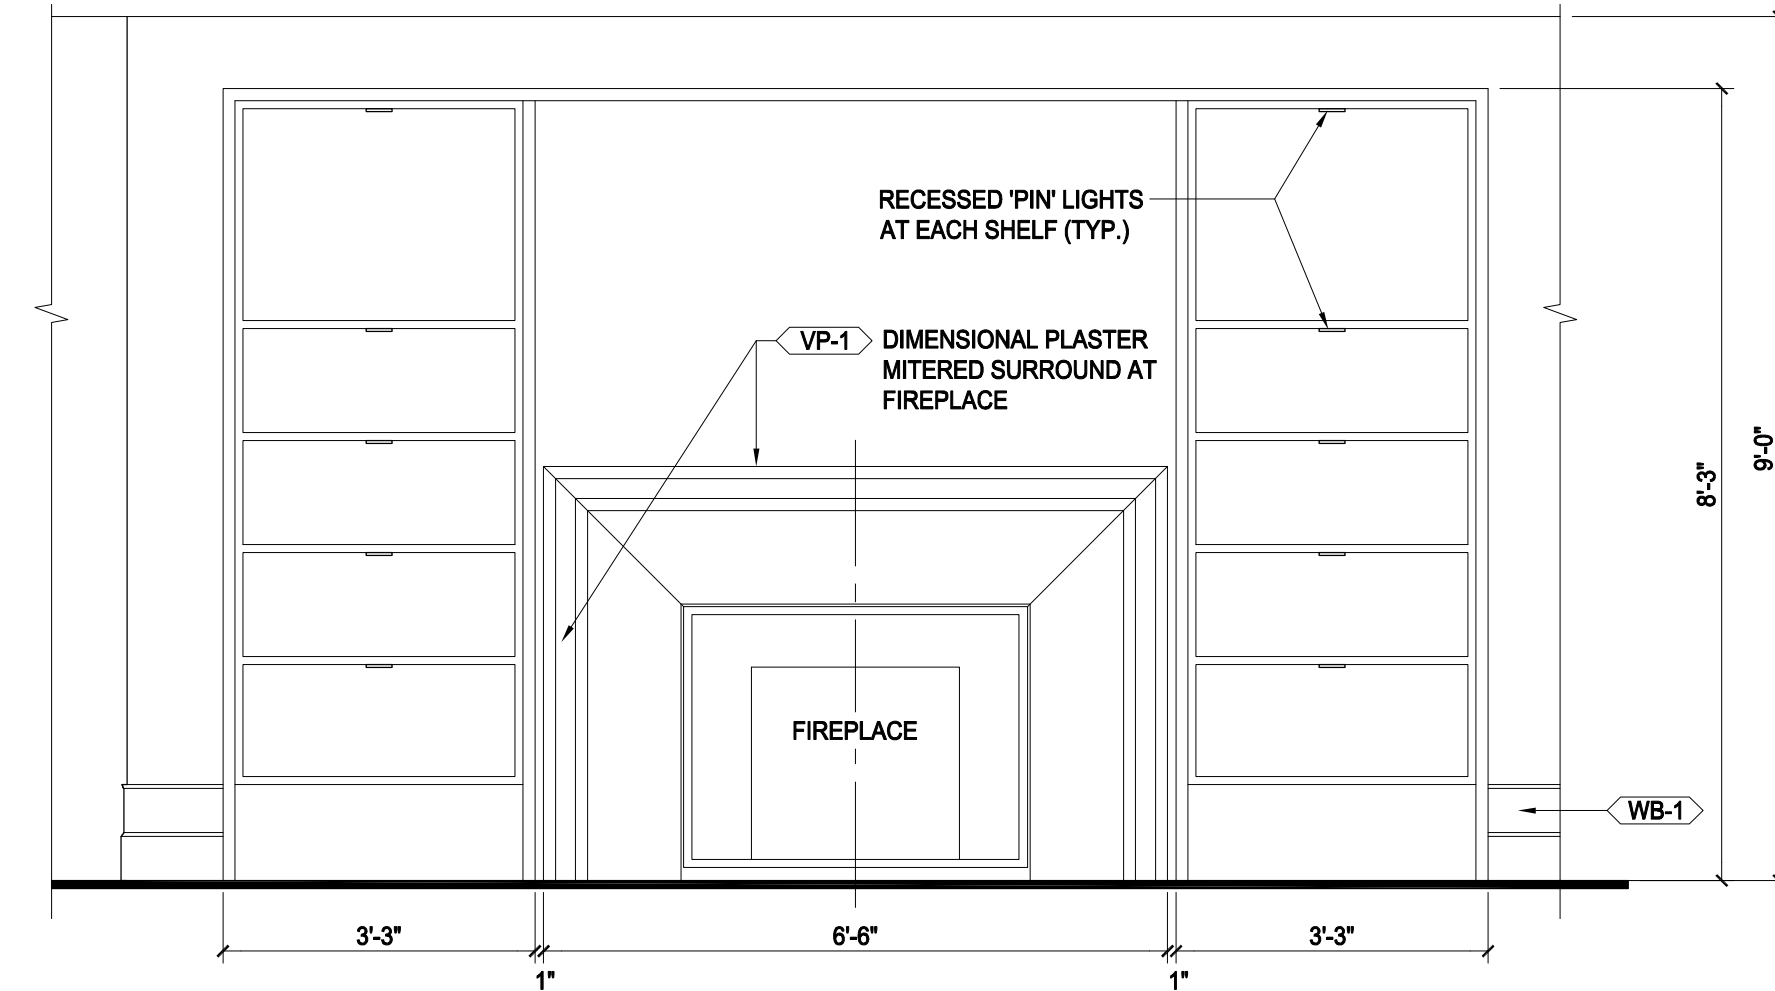 RECESSED 'PIN' LIGHTS
AT EACH SHELF (TYP.)
VP-1 DIMENSIONAL PLASTER
MITERED SURROUND AT
FIREPLACE
9'-0"
8'-3"
FIREPLACE
WB-1
3'-3" 6'-6" 3'-3"
1" 1"